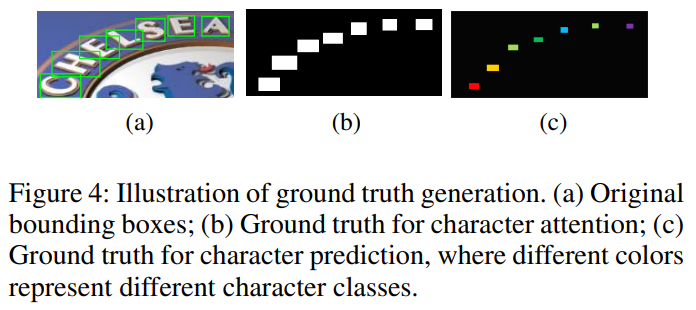 CHELSEA
(a)
(b)
(c)
Figure 4: Illustration of ground truth generation. (a) Original
bounding boxes; (b) Ground truth for character attention; (c)
Ground truth for character prediction, where different colors
represent different character classes.